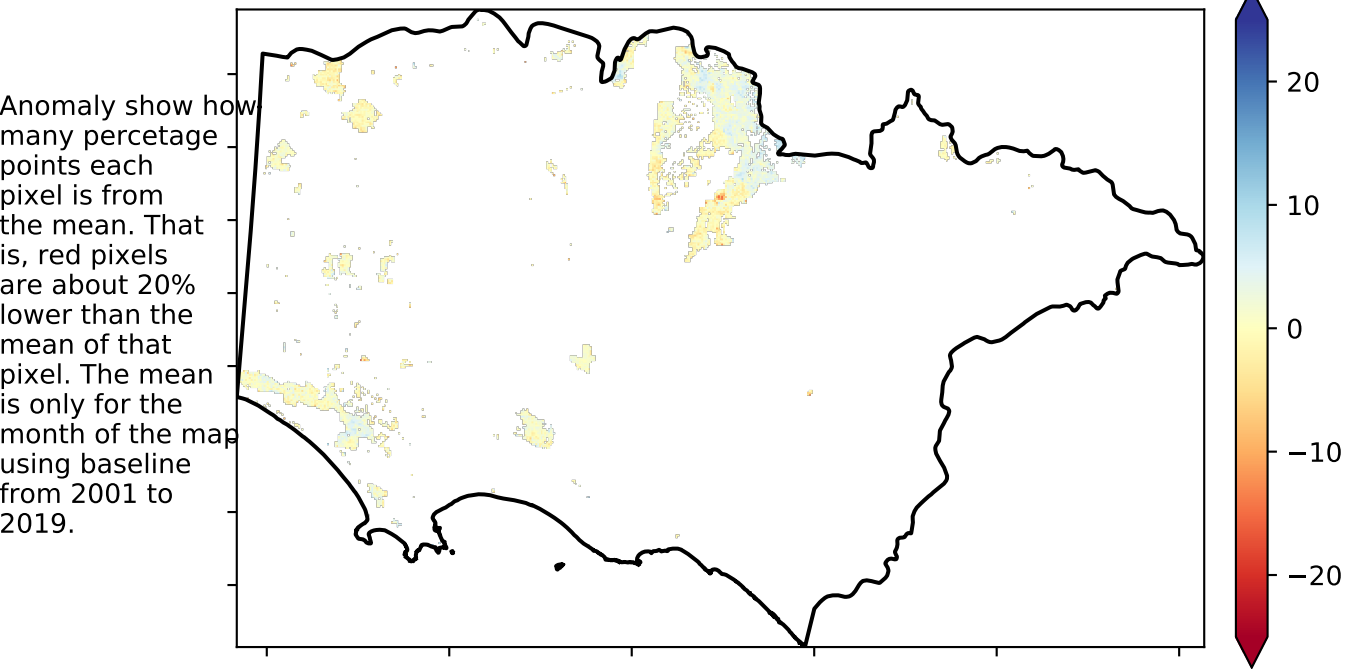 Anomaly show how
many percetage
points each
pixel is from
the mean. That
is, red pixels
are about 20%
lower than the
mean of that
pixel. The mean
is only for the
month of the map
using baseline
from 2001 to
2019.
20
10
0
−10
−20